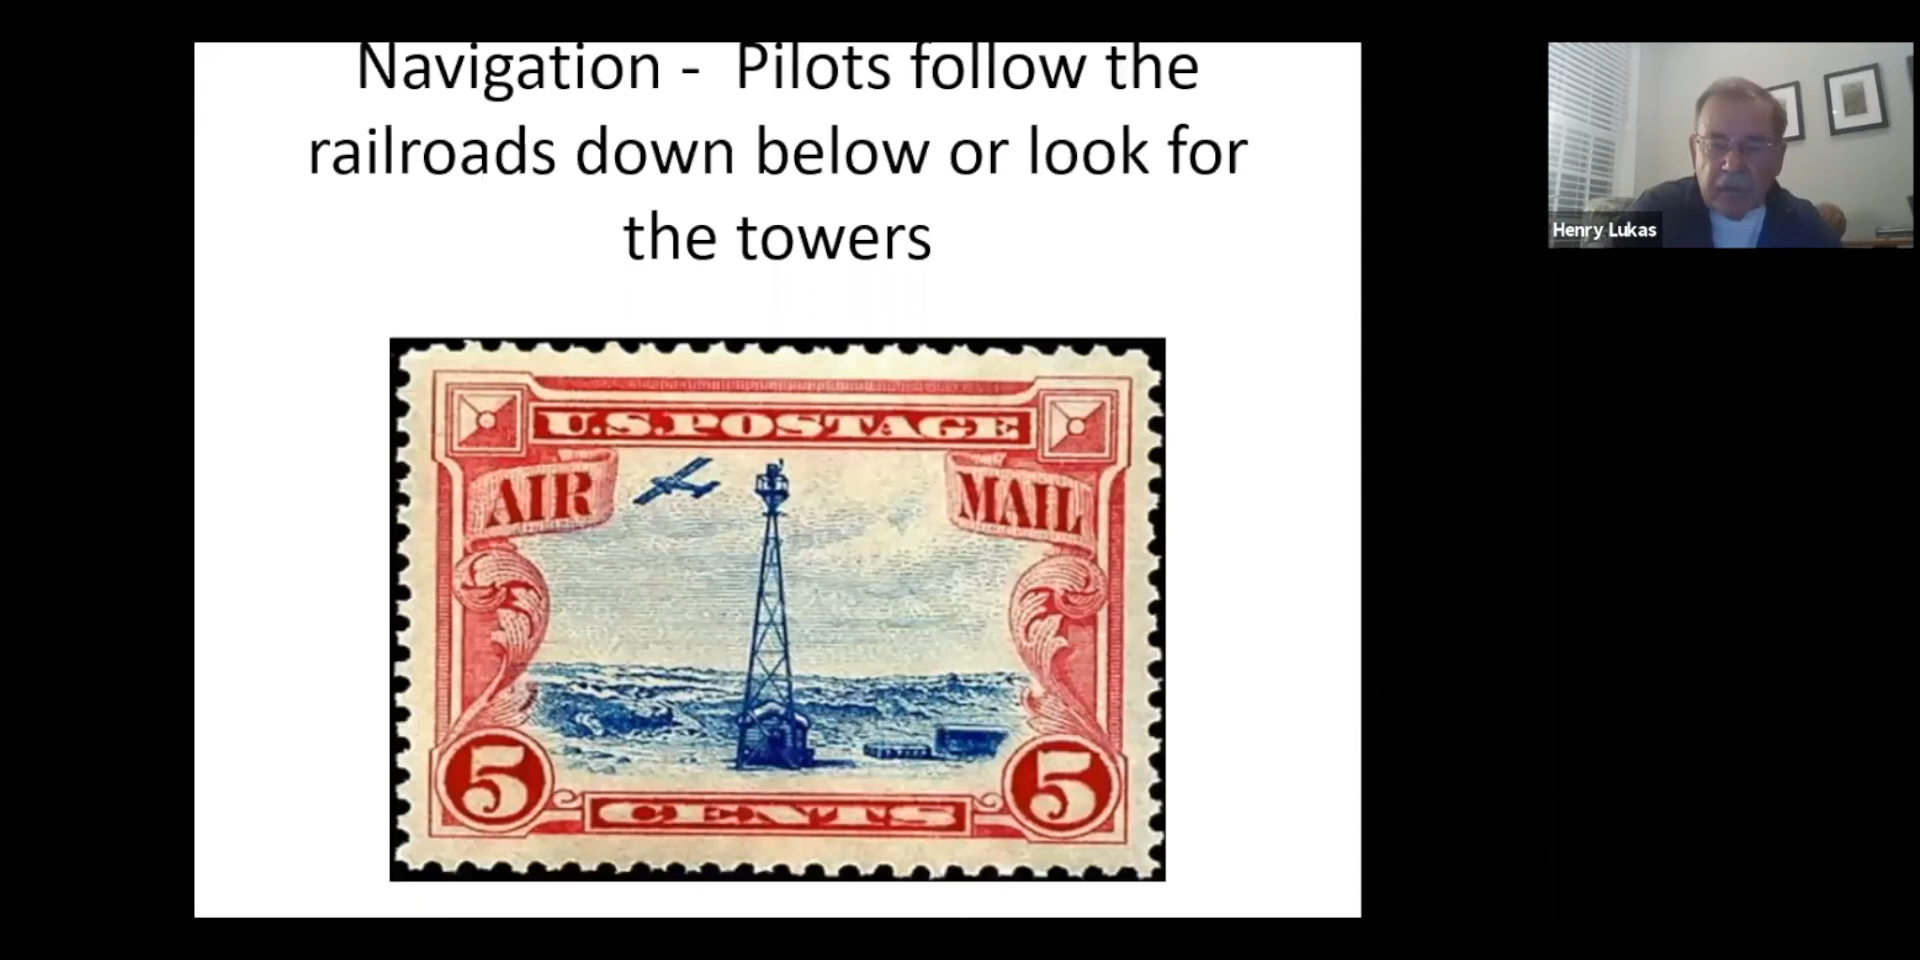 Navigation -  Pilots follow the
railroads down below or look for
the towers
Henry Lukas
U.S.POSTAGE
AIR MAIL
5 5
CENTS